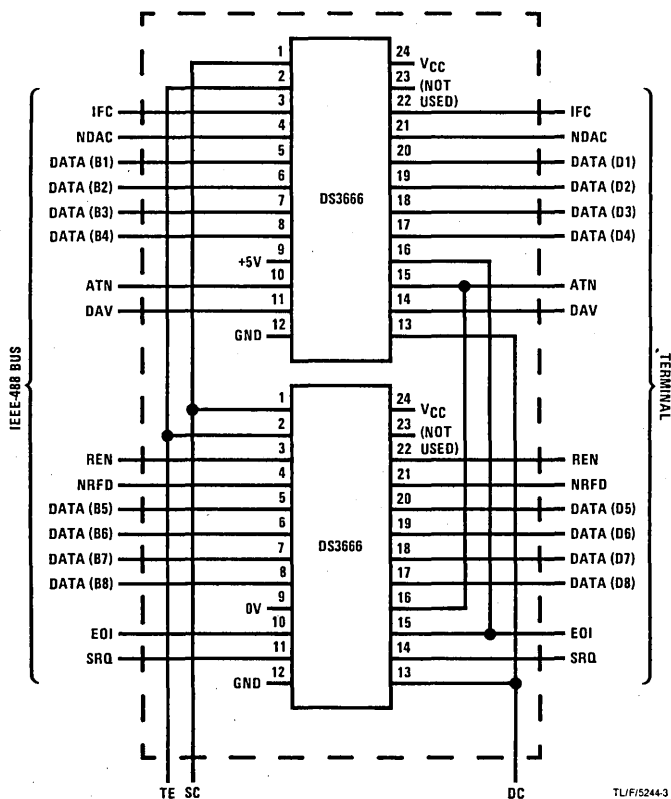 1 24 VCC
2 23 (NOT
IFC 3 22 USED) IFC
NDAC 4 21 NDAC
DATA (B1) 5 20 DATA (D1)
DATA (B2) 6 19 DATA (D2)
DATA (B3) 7 DS3666 18 DATA (D3)
DATA (B4) 8 17 DATA (D4)
+5V 9 16
ATN 10 15 ATN
DAV 11 14 DAV
GND 12 13
IEEE-488 BUS
TERMINAL
1 24 VCC
2 23 (NOT
REN 3 22 USED) REN
NRFD 4 21 NRFD
DATA (B5) 5 20 DATA (D5)
DATA (B6) 6 19 DATA (D6)
DATA (B7) 7 DS3666 18 DATA (D7)
DATA (B8) 8 17 DATA (D8)
0V 9 16
EOI 10 15 EOI
SRQ 11 14 SRQ
GND 12 13
TE SC DC
TL/F/5244-3